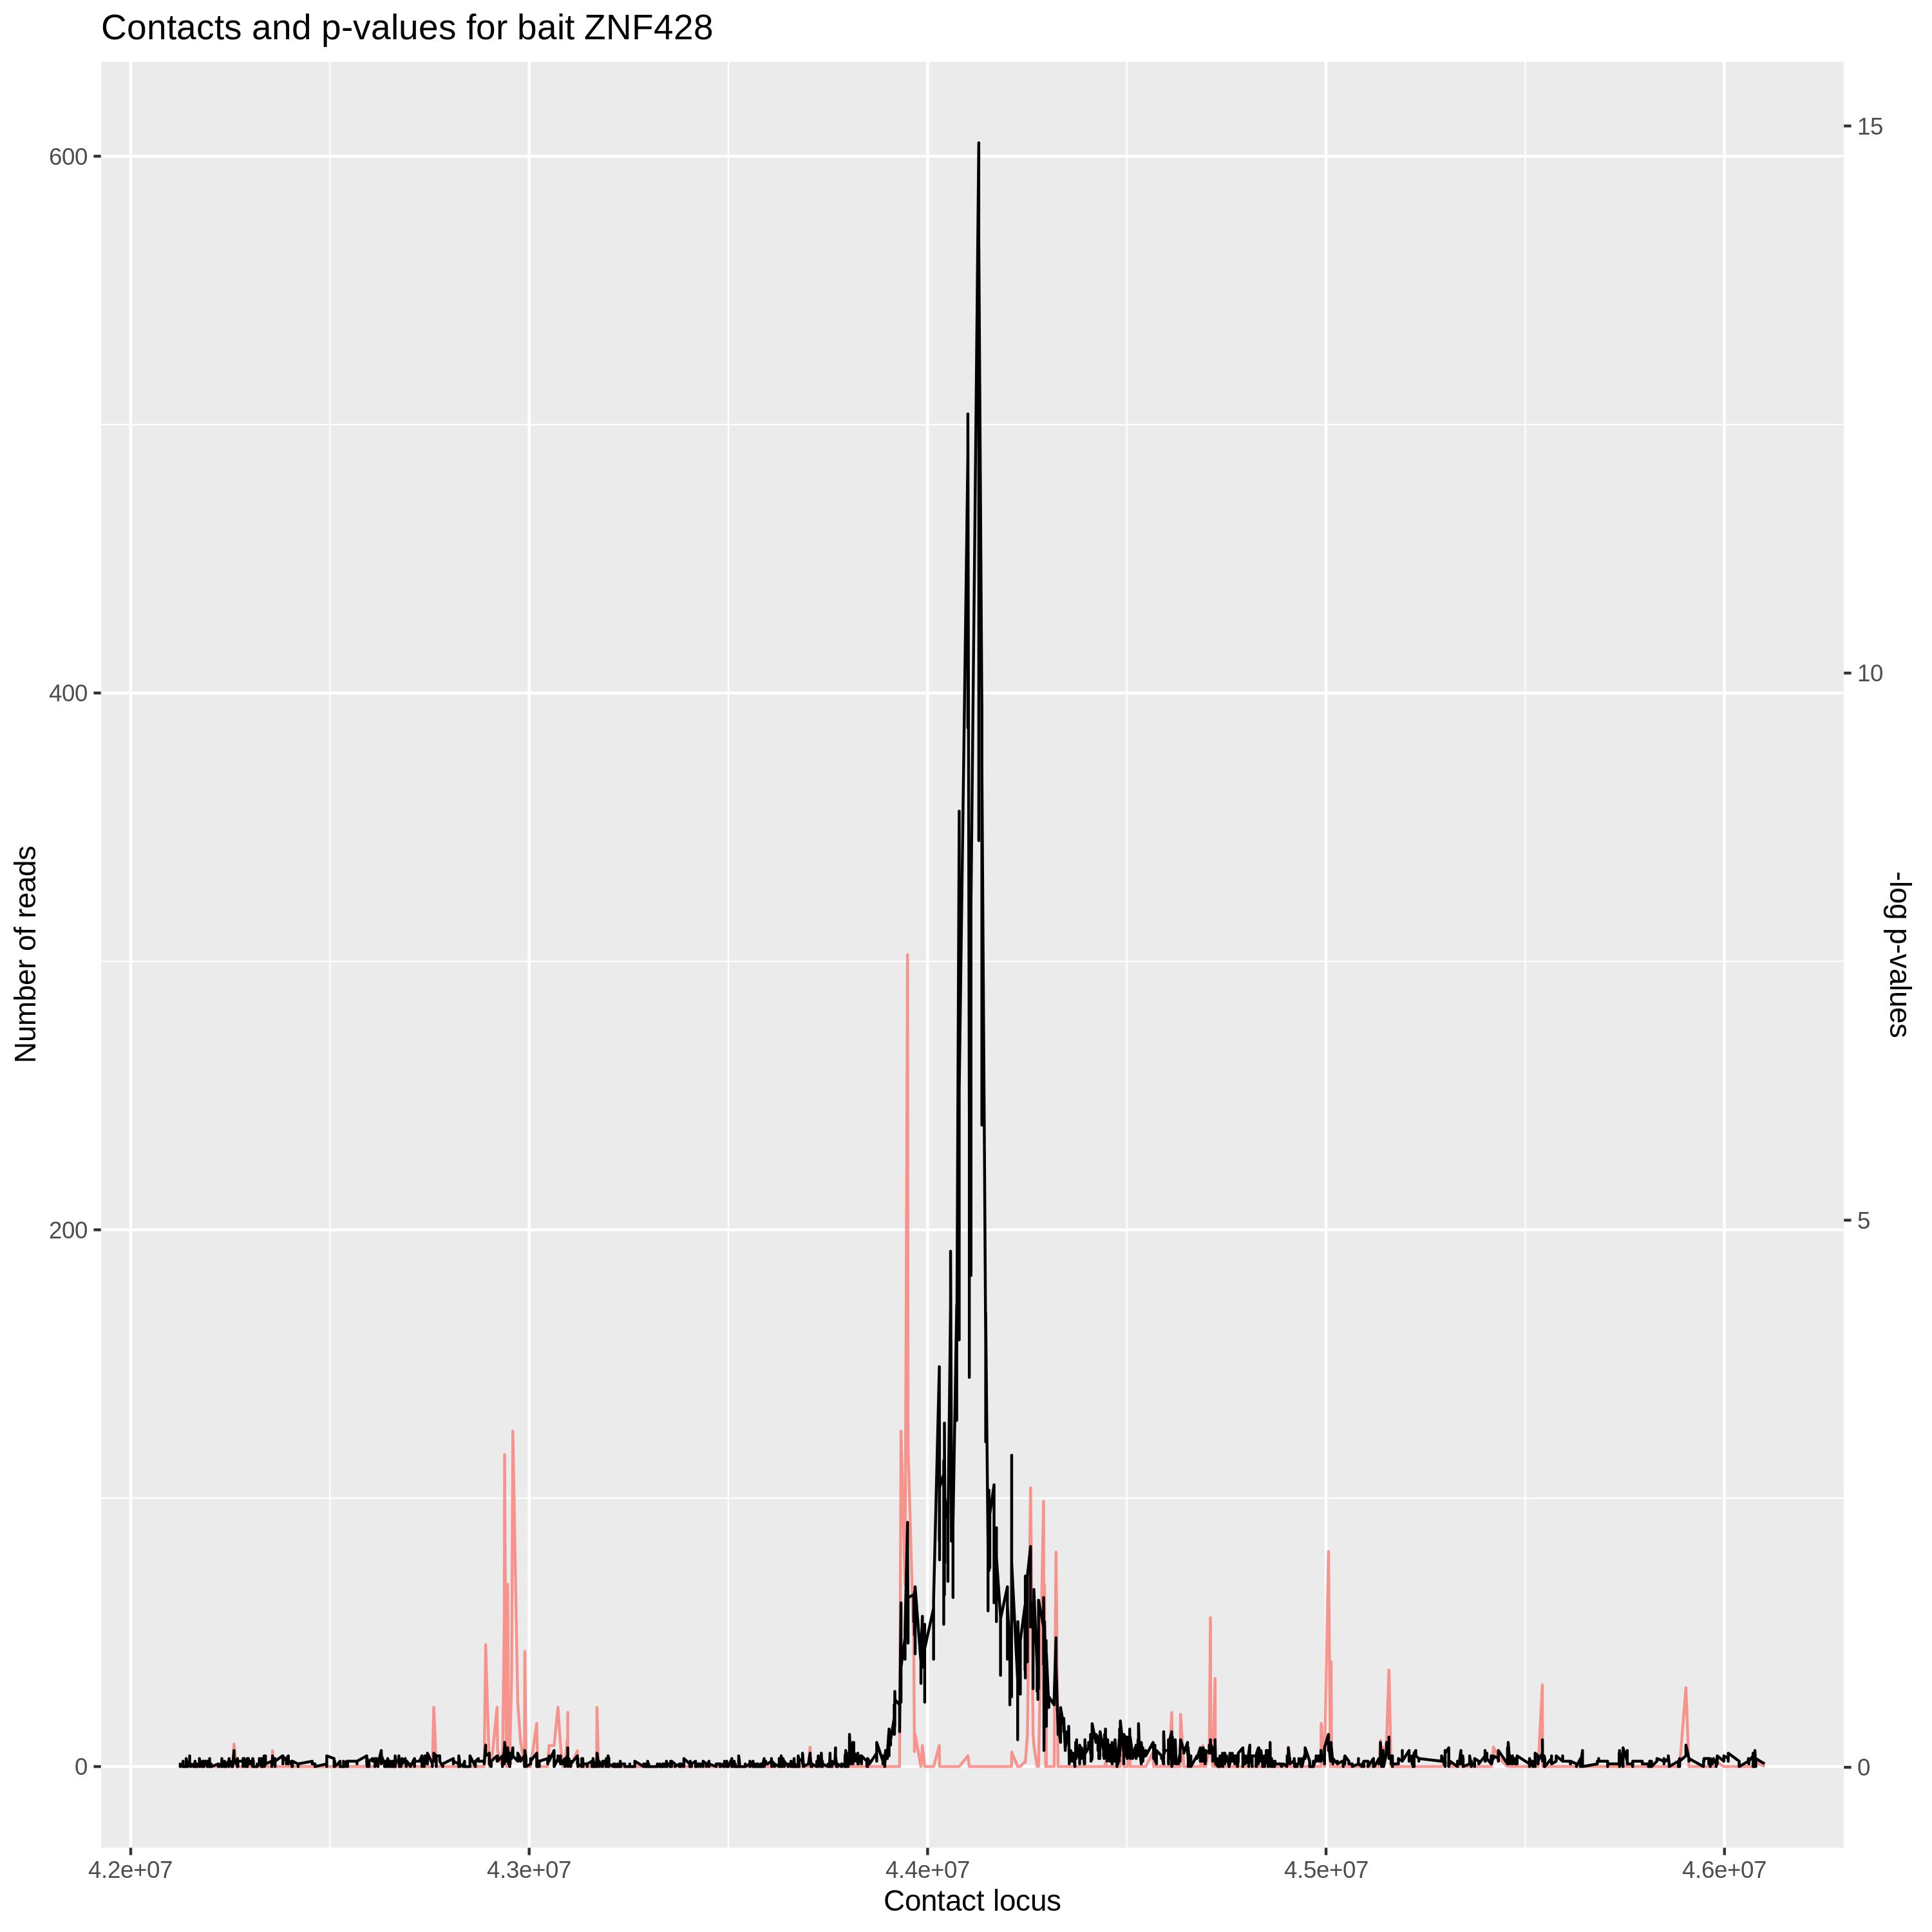 Contacts and p-values for bait ZNF428
600
400
200
0
Number of reads
15
10
5
0
-log p-values
4.2e+07
4.3e+07
4.4e+07
4.5e+07
4.6e+07
Contact locus